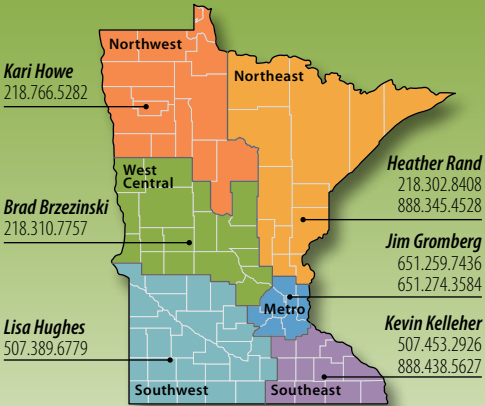 Northwest
Northeast
Kari Howe
218.766.5282
West
Central
Heather Rand
218.302.8408
888.345.4528
Brad Brzezinski
218.310.7757
Jim Gromberg
651.259.7436
651.274.3584
Metro
Lisa Hughes
507.389.6779
Kevin Kelleher
507.453.2926
888.438.5627
Southwest
Southeast